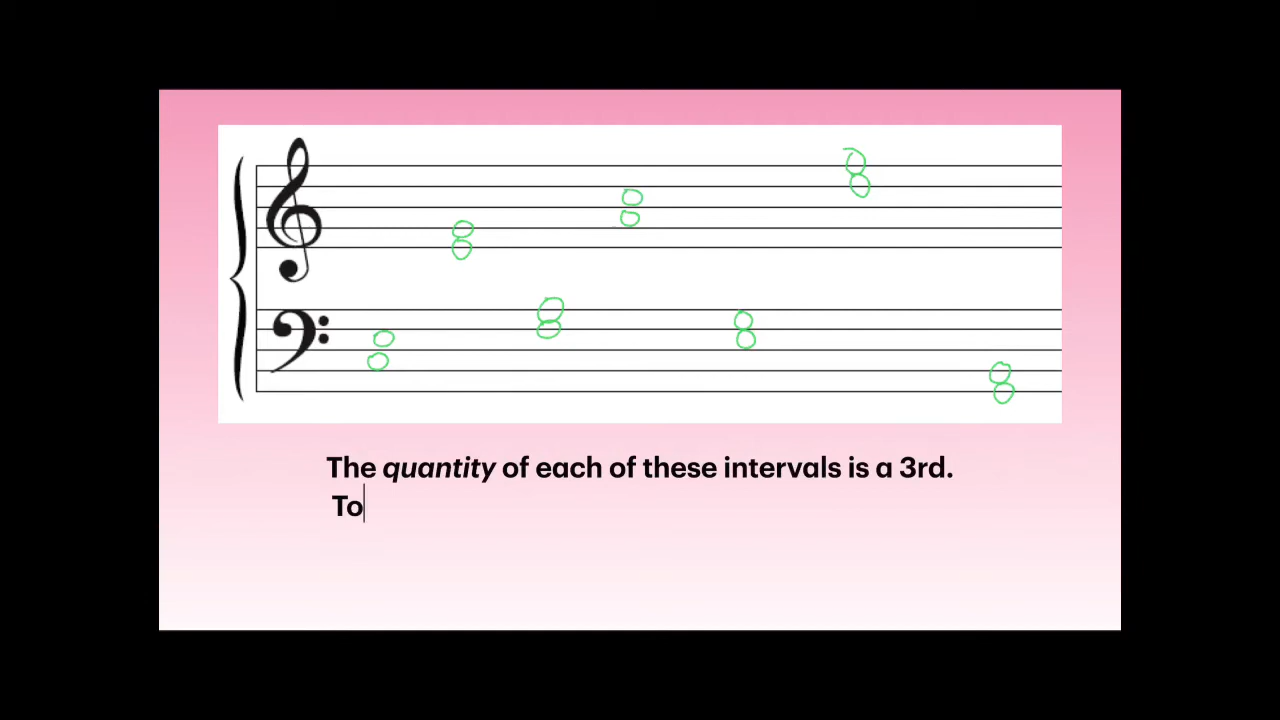 The quantity of each of these intervals is a 3rd.
To